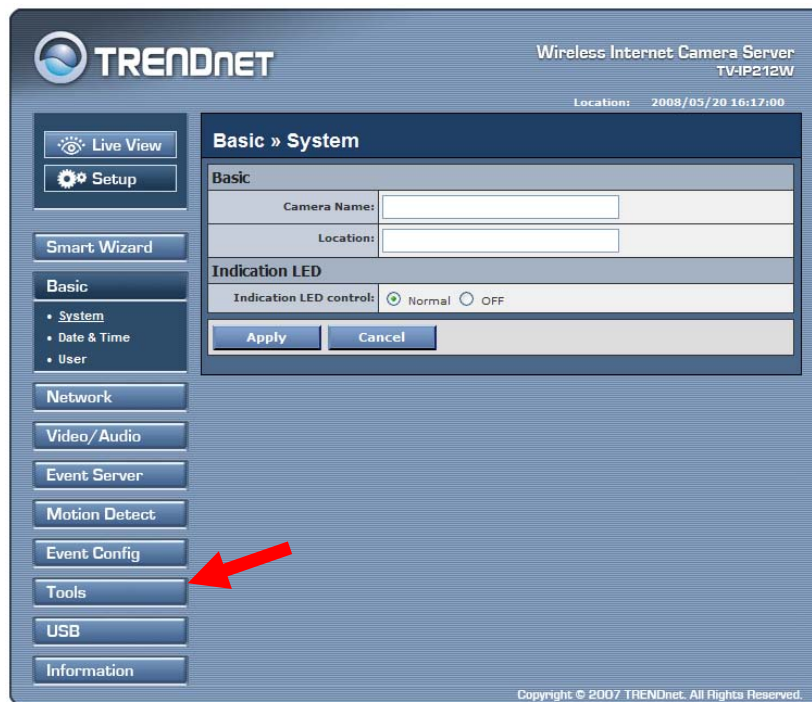 TRENDnet
Wireless Internet Camera Server
TV-IP212W
Location: 2008/05/20 16:17:00
Live View
Setup
Smart Wizard
Basic
• System
• Date & Time
• User
Network
Video/Audio
Event Server
Motion Detect
Event Config
Tools
USB
Information
Basic » System
Basic
Camera Name:
Location:
Indication LED
Indication LED control: Normal OFF
Apply Cancel
Copyright © 2007 TRENDnet. All Rights Reserved.